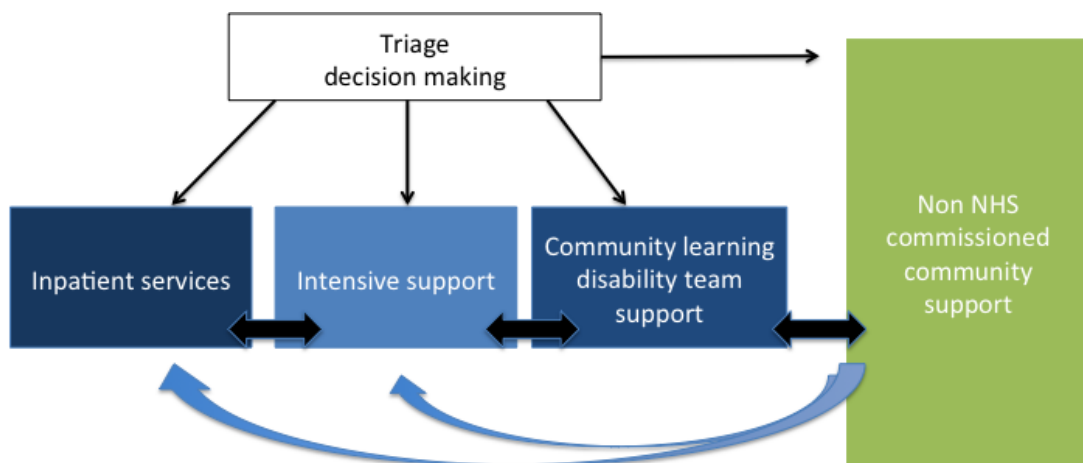 Triage
decision making
Inpatient services
Intensive support
Community learning
disability team
support
Non NHS
commissioned
community
support